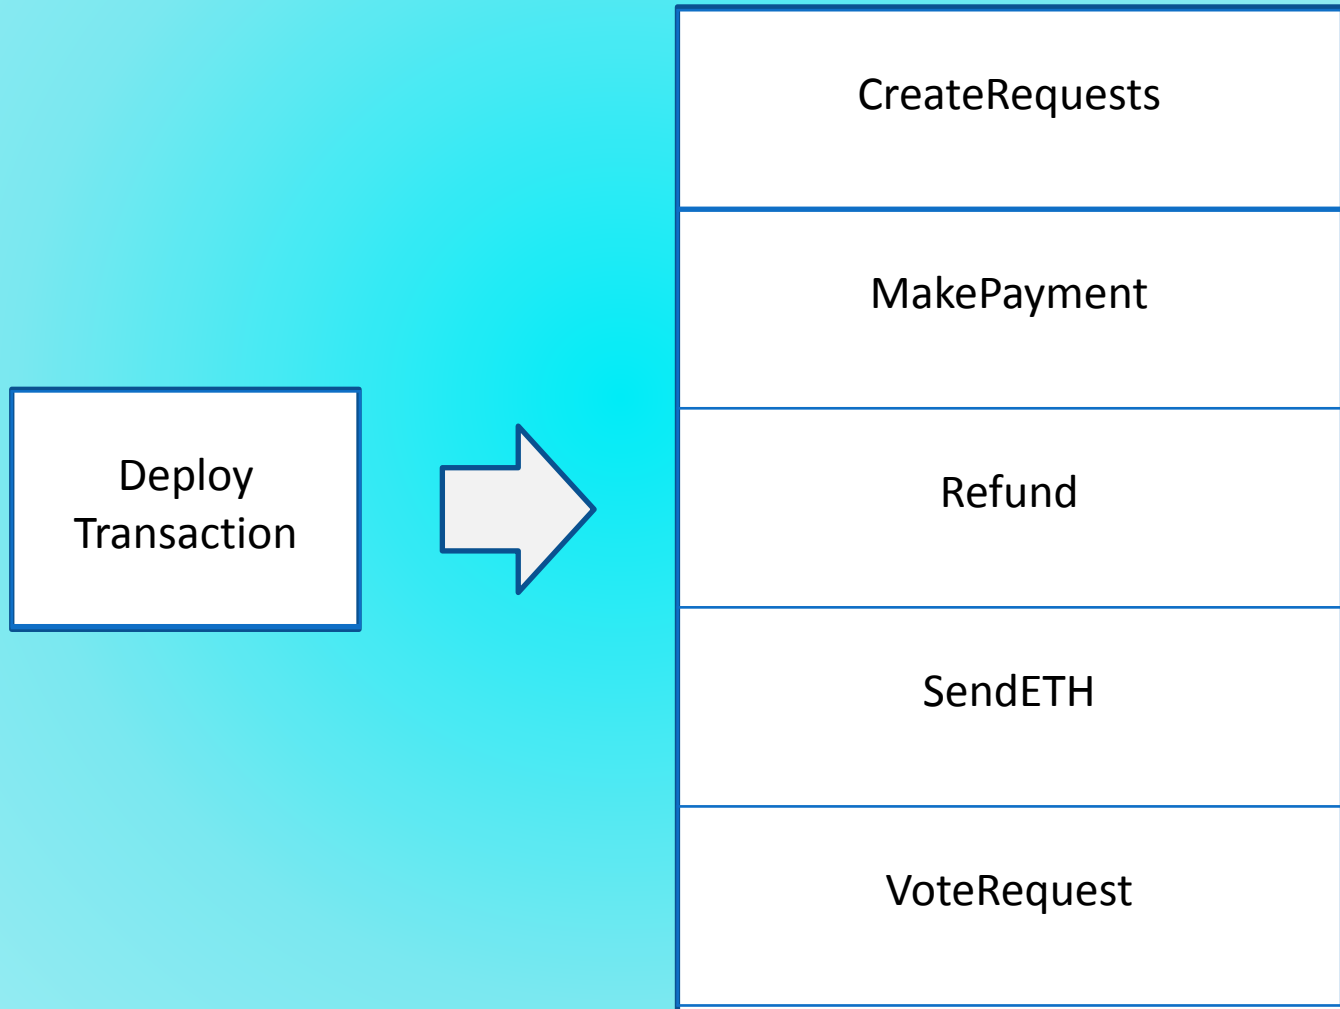 CreateRequests
MakePayment
Deploy
Transaction
Refund
SendETH
VoteRequest